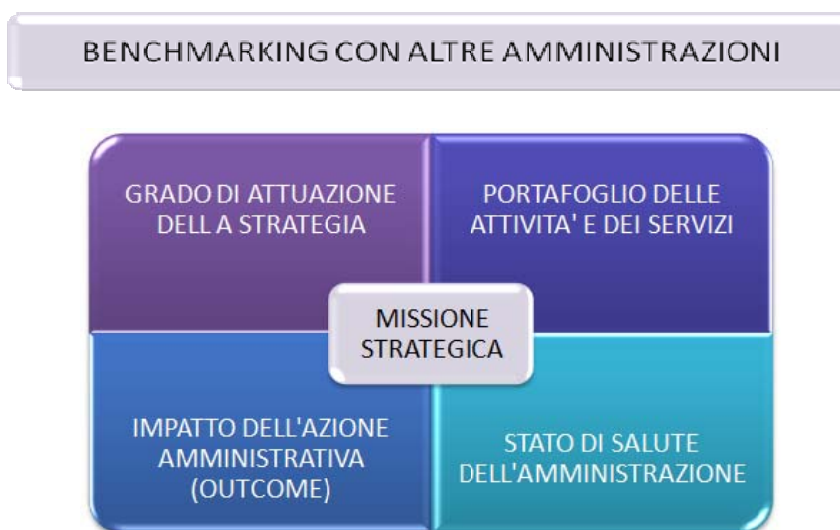 BENCHMARKING CON ALTRE AMMINISTRAZIONI
GRADO DI ATTUAZIONE
DELLA STRATEGIA
PORTAFOGLIO DELLE
ATTIVITA' E DEI SERVIZI
MISSIONE
STRATEGICA
IMPATTO DELL'AZIONE
AMMINISTRATIVA
(OUTCOME)
STATO DI SALUTE
DELL'AMMINISTRAZIONE